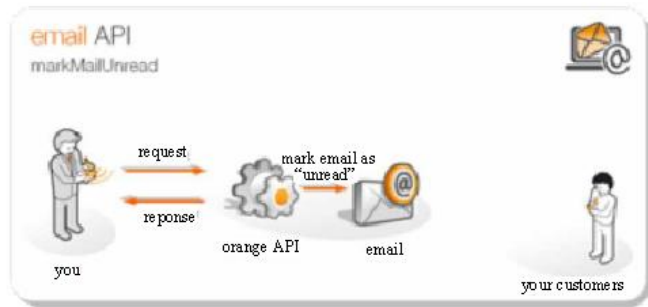 email API
markMailUnread
request
mark email as
“unread”
reponse
orange API
email
you
your customers